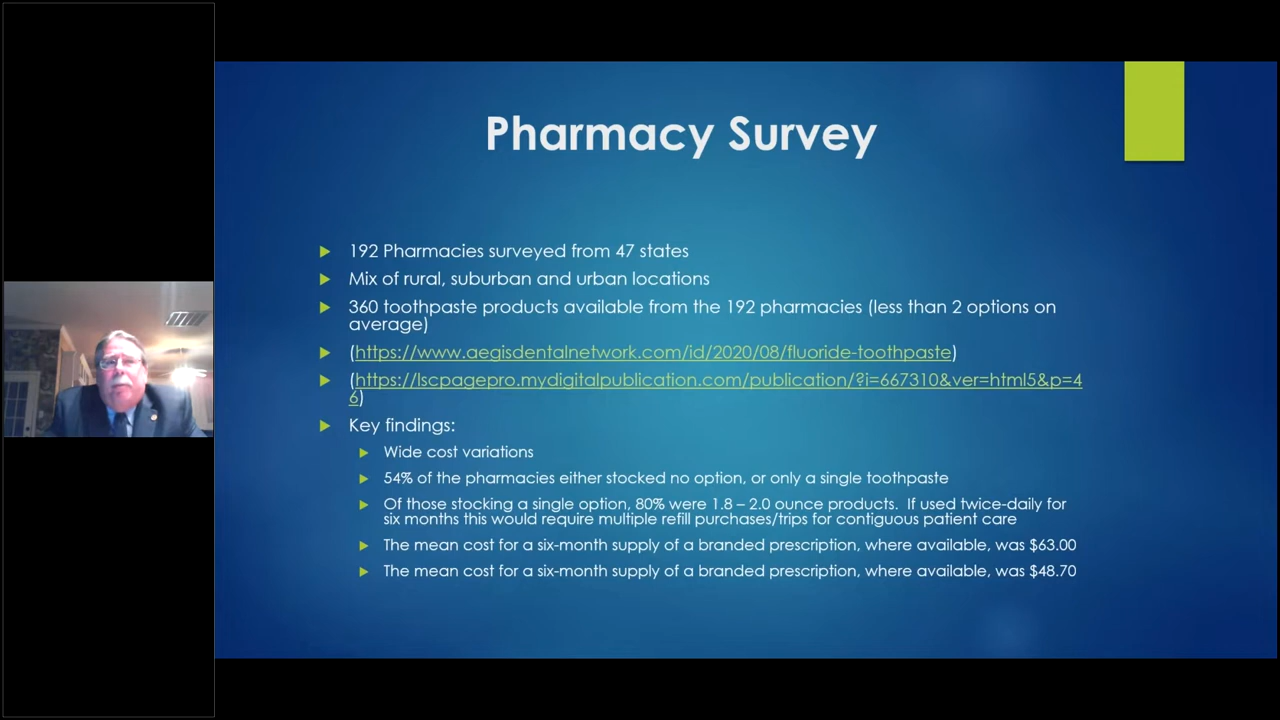 Pharmacy Survey
192 Pharmacies surveyed from 47 states
Mix of rural, suburban and urban locations
360 toothpaste products available from the 192 pharmacies (less than 2 options on
average)
(https://www.aegisdentalnetwork.com/id/2020/08/fluoride-toothpaste)
(https://lscpagepro.mydigitalpublication.com/publication/?i=667310&ver=html5&p=4
6)
Key findings:
Wide cost variations
54% of the pharmacies either stocked no option, or only a single toothpaste
Of those stocking a single option, 80% were 1.8 – 2.0 ounce products.  If used twice-daily for
six months this would require multiple refill purchases/trips for contiguous patient care
The mean cost for a six-month supply of a branded prescription, where available, was $63.00
The mean cost for a six-month supply of a branded prescription, where available, was $48.70